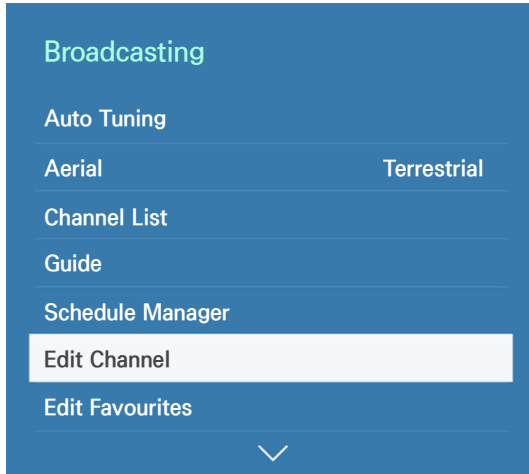 Broadcasting
Auto Tuning
Aerial Terrestrial
Channel List
Guide
Schedule Manager
Edit Channel
Edit Favourites